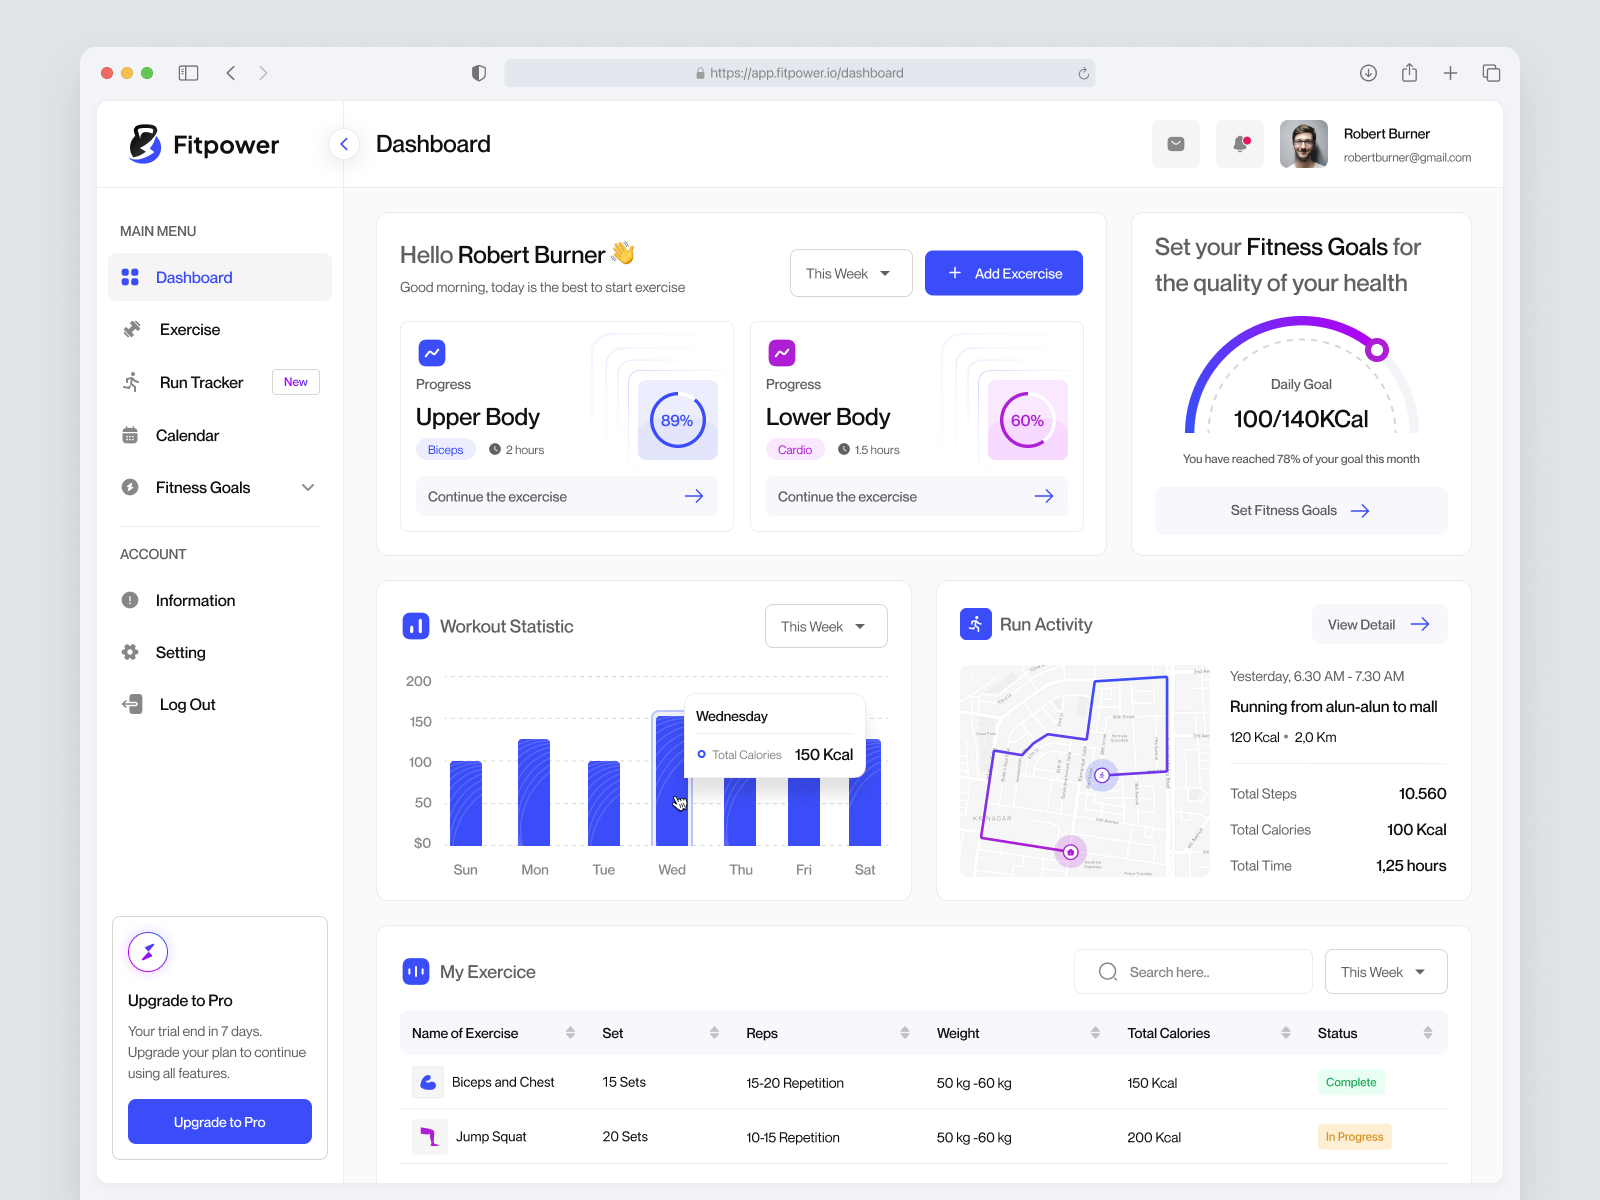 https://app.fitpower.io/dashboard
Fitpower
Dashboard
Robert Burner
robertburner@gmail.com
MAIN MENU
Dashboard
Exercise
Run Tracker
New
Calendar
Fitness Goals
ACCOUNT
Information
Setting
Log Out
Upgrade to Pro
Your trial end in 7 days.
Upgrade your plan to continue
using all features.
Upgrade to Pro
Hello Robert Burner 👋
Good morning, today is the best to start exercise
This Week
Add Excercise
Progress
Upper Body
Biceps
2 hours
89%
Continue the excercise
Progress
Lower Body
Cardio
1.5 hours
60%
Continue the excercise
Set your Fitness Goals for
the quality of your health
Daily Goal
100/140KCal
You have reached 78% of your goal this month
Set Fitness Goals
Workout Statistic
This Week
200
150
100
50
$0
Sun
Mon
Tue
Wed
Thu
Fri
Sat
Wednesday
Total Calories
150 Kcal
Run Activity
View Detail
KK NAGAR
Yesterday, 6.30 AM - 7.30 AM
Running from alun-alun to mall
120 Kcal • 2,0 Km
Total Steps
10.560
Total Calories
100 Kcal
Total Time
1,25 hours
My Exercice
Search here..
This Week
Name of Exercise
Set
Reps
Weight
Total Calories
Status
Biceps and Chest
15 Sets
15-20 Repetition
50 kg -60 kg
150 Kcal
Complete
Jump Squat
20 Sets
10-15 Repetition
50 kg -60 kg
200 Kcal
In Progress